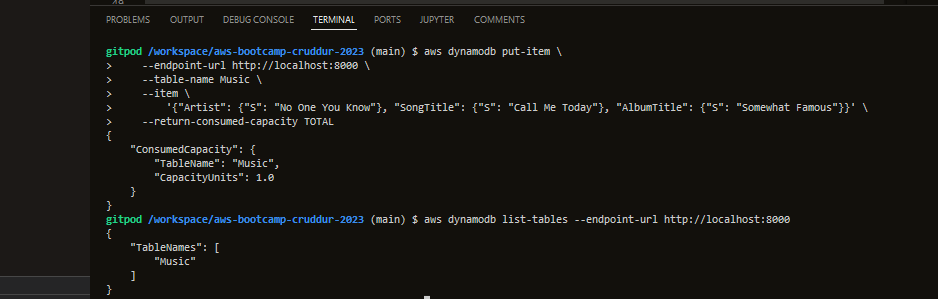 49
PROBLEMS OUTPUT DEBUG CONSOLE TERMINAL PORTS JUPYTER COMMENTS
gitpod /workspace/aws-bootcamp-cruddur-2023 (main) $ aws dynamodb put-item \
> --endpoint-url http://localhost:8000 \
> --table-name Music \
> --item \
> '{"Artist": {"S": "No One You Know"}, "SongTitle": {"S": "Call Me Today"}, "AlbumTitle": {"S": "Somewhat Famous"}}' \
> --return-consumed-capacity TOTAL
{
"ConsumedCapacity": {
"TableName": "Music",
"CapacityUnits": 1.0
}
}
gitpod /workspace/aws-bootcamp-cruddur-2023 (main) $ aws dynamodb list-tables --endpoint-url http://localhost:8000
{
"TableNames": [
"Music"
]
}